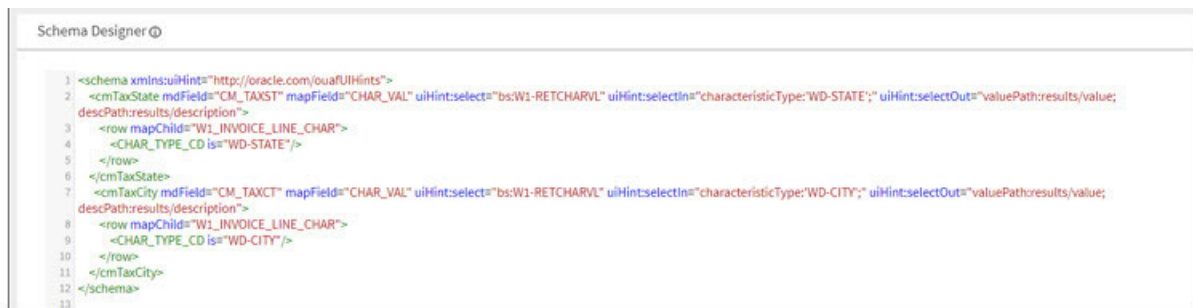 Schema Designer
1 <schema xmlns:uiHint="http://oracle.com/ouafUIHints">
2 <cmTaxState mdField="CM_TAXST" mapField="CHAR_VAL" uiHint:select="bs:W1-RETCHARVL" uiHint:selectIn="characteristicType:'WD-STATE';" uiHint:selectOut="valuePath:results/value;
descPath:results/description">
3 <row mapChild="W1_INVOICE_LINE_CHAR">
4 <CHAR_TYPE_CD is="WD-STATE"/>
5 </row>
6 </cmTaxState>
7 <cmTaxCity mdField="CM_TAXCT" mapField="CHAR_VAL" uiHint:select="bs:W1-RETCHARVL" uiHint:selectIn="characteristicType:'WD-CITY';" uiHint:selectOut="valuePath:results/value;
descPath:results/description">
8 <row mapChild="W1_INVOICE_LINE_CHAR">
9 <CHAR_TYPE_CD is="WD-CITY"/>
10 </row>
11 </cmTaxCity>
12 </schema>
13